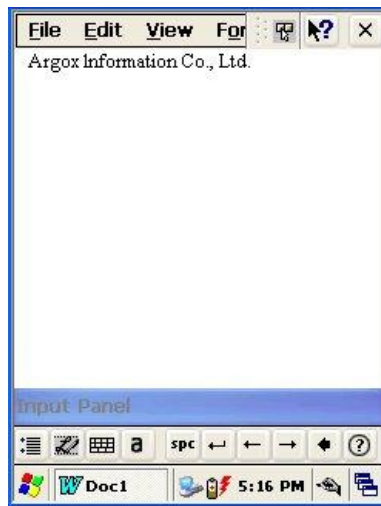 File Edit View For ?
Argox Information Co., Ltd.
Input Panel
a spc ?
W Doc1 5:16 PM